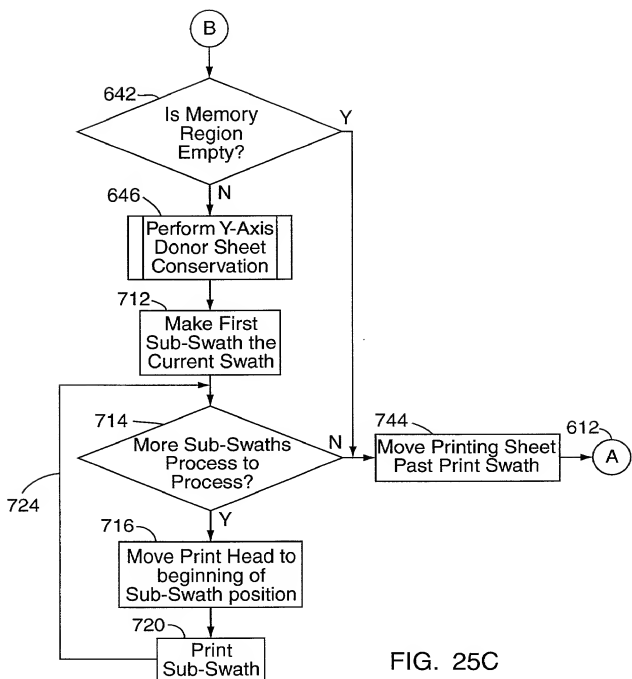 B
642
Is Memory
Region
Empty?
Y
N
646
Perform Y-Axis
Donor Sheet
Conservation
712
Make First
Sub-Swath the
Current Swath
714
More Sub-Swaths
Process to
Process?
N
744
Move Printing Sheet
Past Print Swath
612
A
724
Y
716
Move Print Head to
beginning of
Sub-Swath position
720
Print
Sub-Swath
FIG. 25C